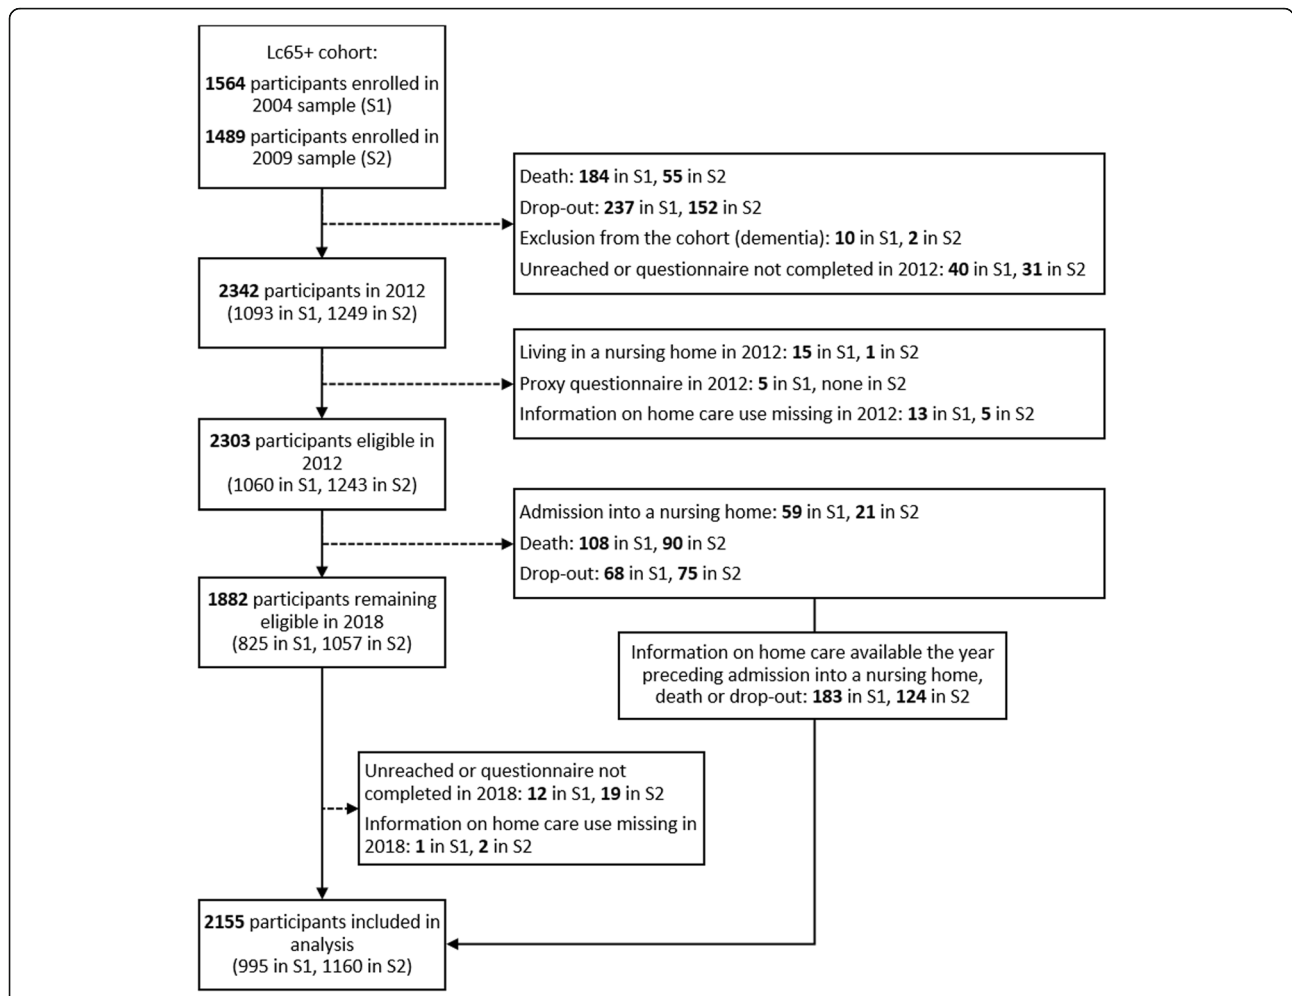 Lc65+ cohort:
1564 participants enrolled in
2004 sample (S1)
1489 participants enrolled in
2009 sample (S2)
Death: 184 in S1, 55 in S2
Drop-out: 237 in S1, 152 in S2
Exclusion from the cohort (dementia): 10 in S1, 2 in S2
Unreached or questionnaire not completed in 2012: 40 in S1, 31 in S2
2342 participants in 2012
(1093 in S1, 1249 in S2)
Living in a nursing home in 2012: 15 in S1, 1 in S2
Proxy questionnaire in 2012: 5 in S1, none in S2
Information on home care use missing in 2012: 13 in S1, 5 in S2
2303 participants eligible in
2012
(1060 in S1, 1243 in S2)
Admission into a nursing home: 59 in S1, 21 in S2
Death: 108 in S1, 90 in S2
Drop-out: 68 in S1, 75 in S2
1882 participants remaining
eligible in 2018
(825 in S1, 1057 in S2)
Information on home care available the year
preceding admission into a nursing home,
death or drop-out: 183 in S1, 124 in S2
Unreached or questionnaire not
completed in 2018: 12 in S1, 19 in S2
Information on home care use missing in
2018: 1 in S1, 2 in S2
2155 participants included in
analysis
(995 in S1, 1160 in S2)